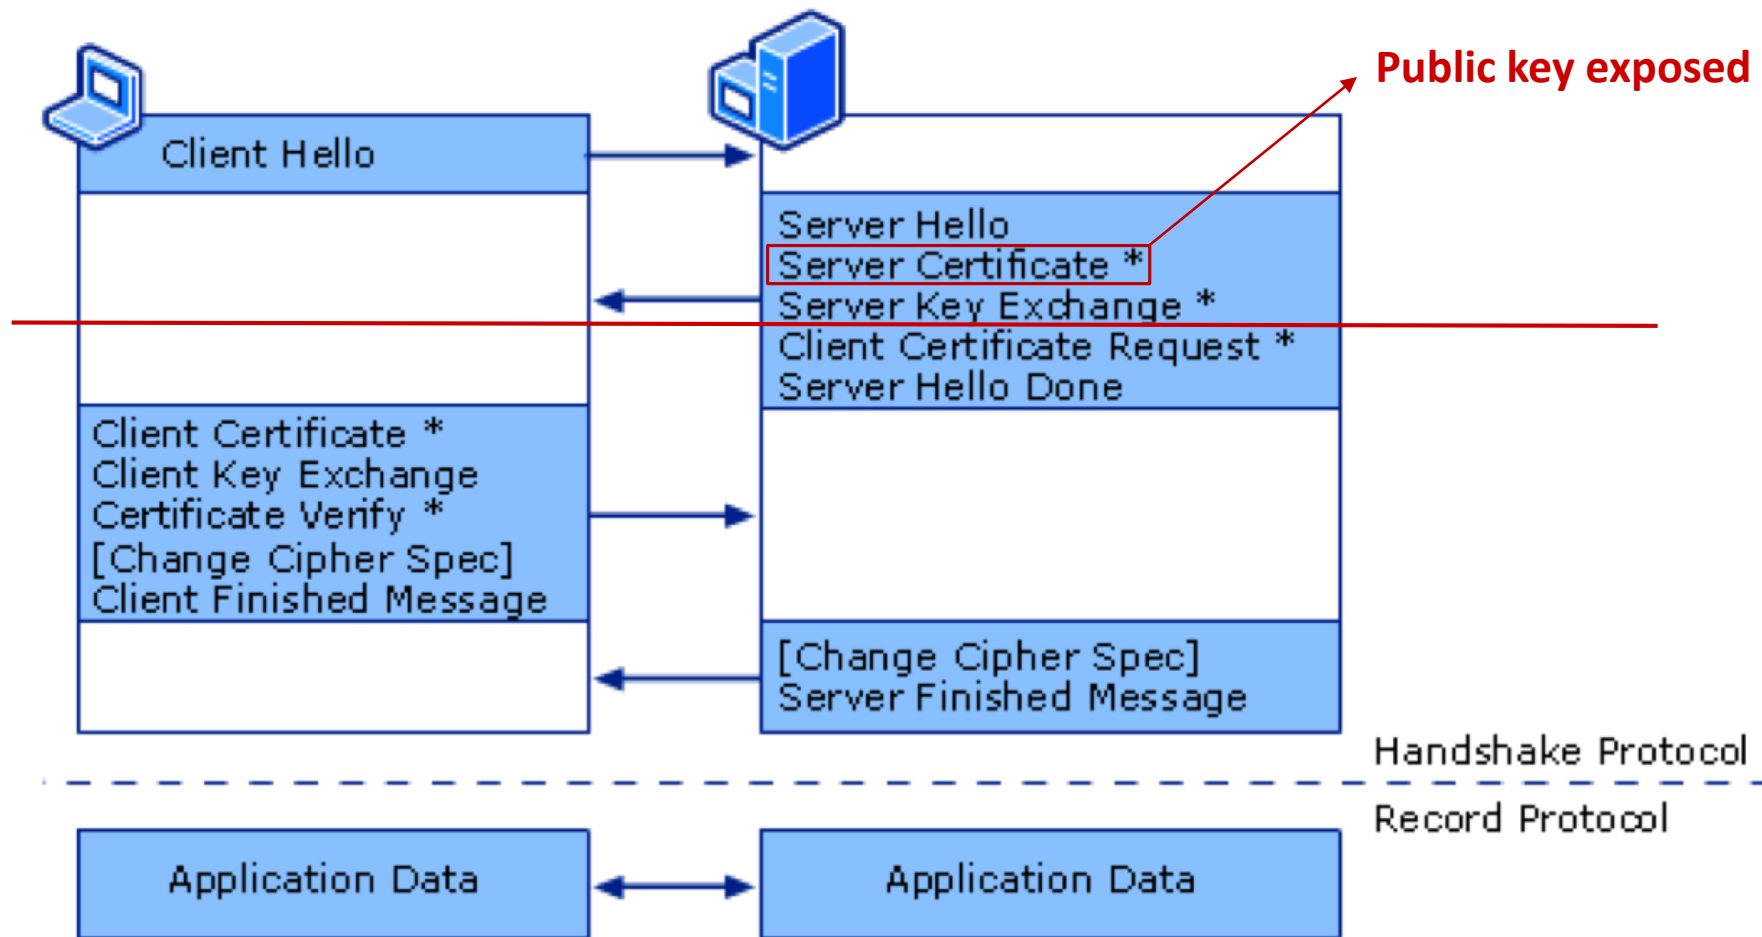 Public key exposed
Client Hello
Server Hello
Server Certificate *
Server Key Exchange *
Client Certificate Request *
Server Hello Done
Client Certificate *
Client Key Exchange
Certificate Verify *
[Change Cipher Spec]
Client Finished Message
[Change Cipher Spec]
Server Finished Message
Handshake Protocol
Record Protocol
Application Data
Application Data